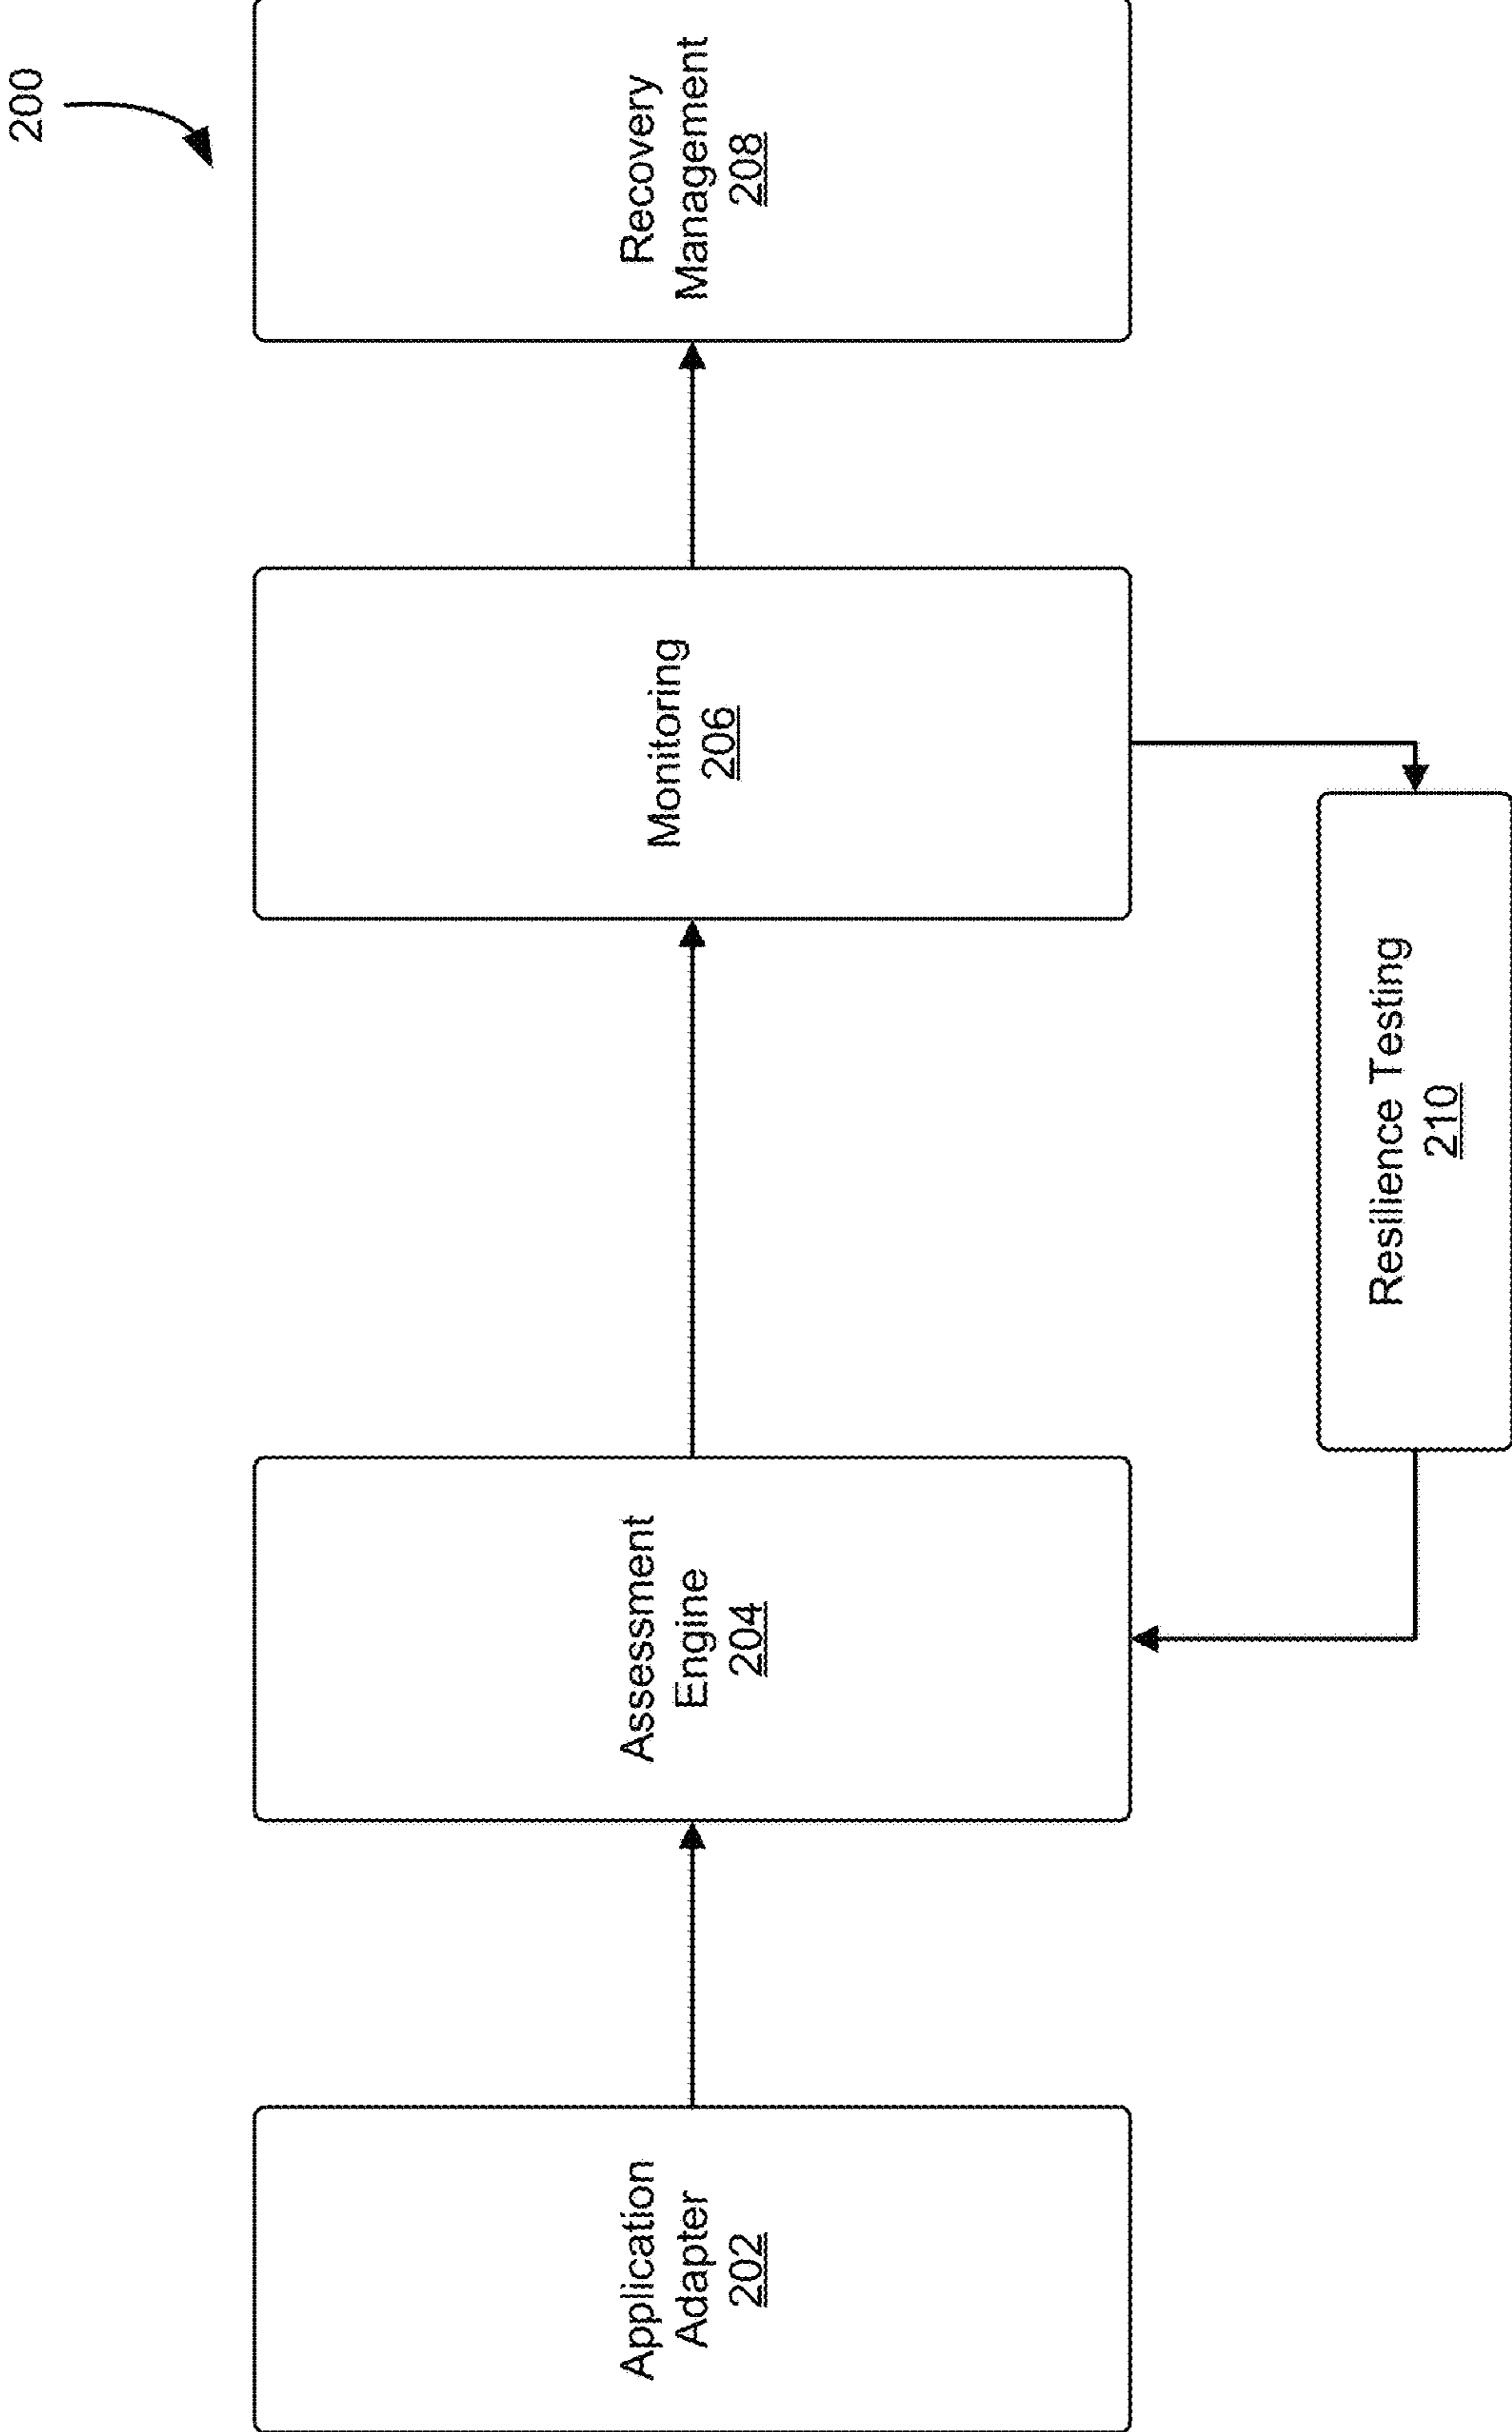 200
Application
Adapter
202
Assessment
Engine
204
Monitoring
206
Recovery
Management
208
Resilience Testing
210